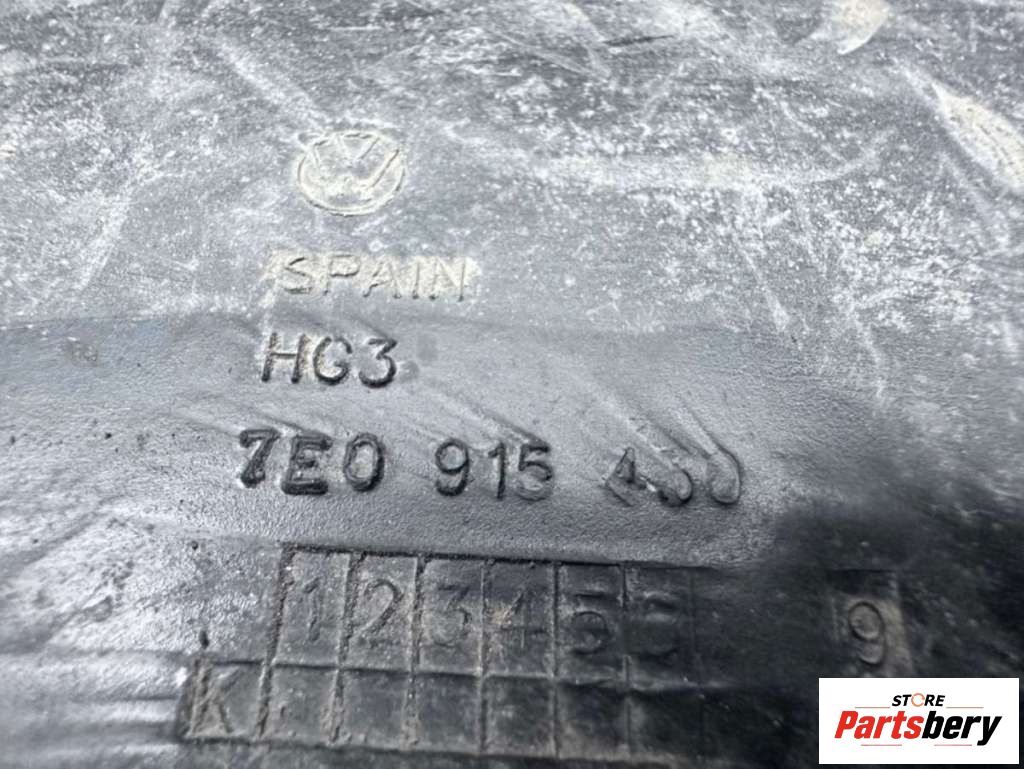 SPAIN
HG3
7E0 915
1 2 3 4 5 9
K
STORE
Partsbery